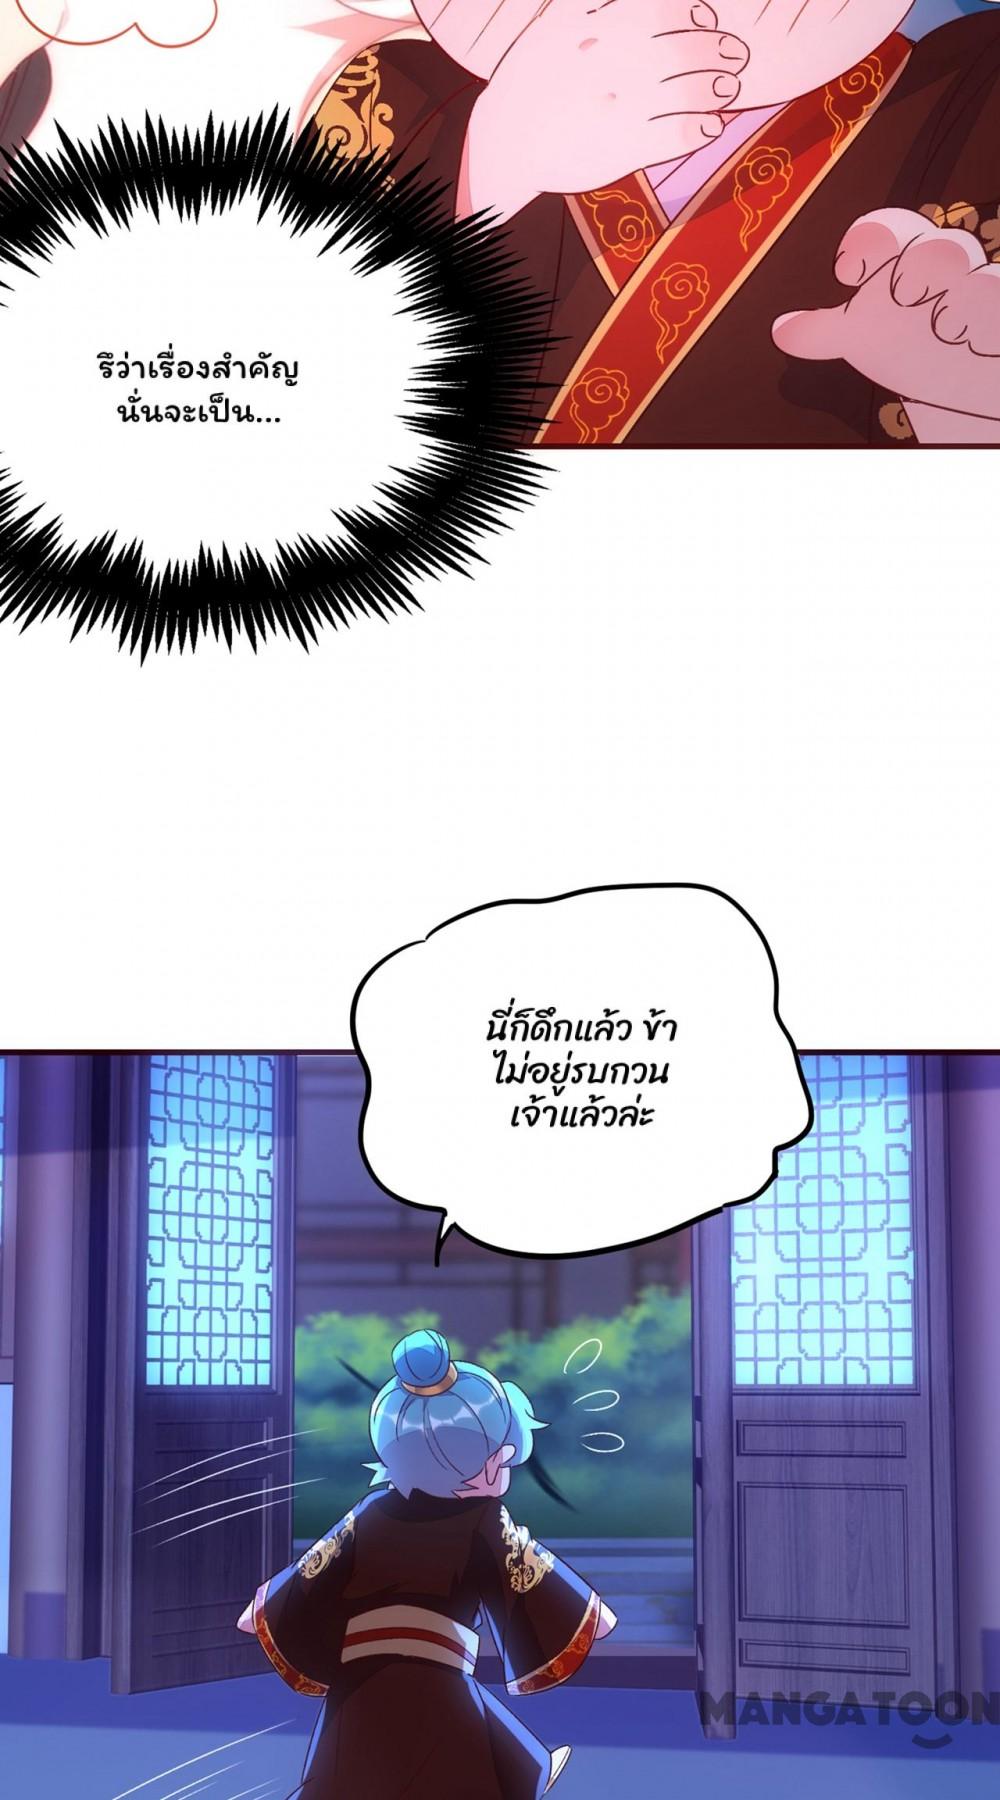 รึว่าเรื่องสำคัญ
นั่นจะเป็น...
นี่ก็ดึกแล้ว ข้า
ไม่อยู่รบกวน
เจ้าแล้วล่ะ
MANGATOON